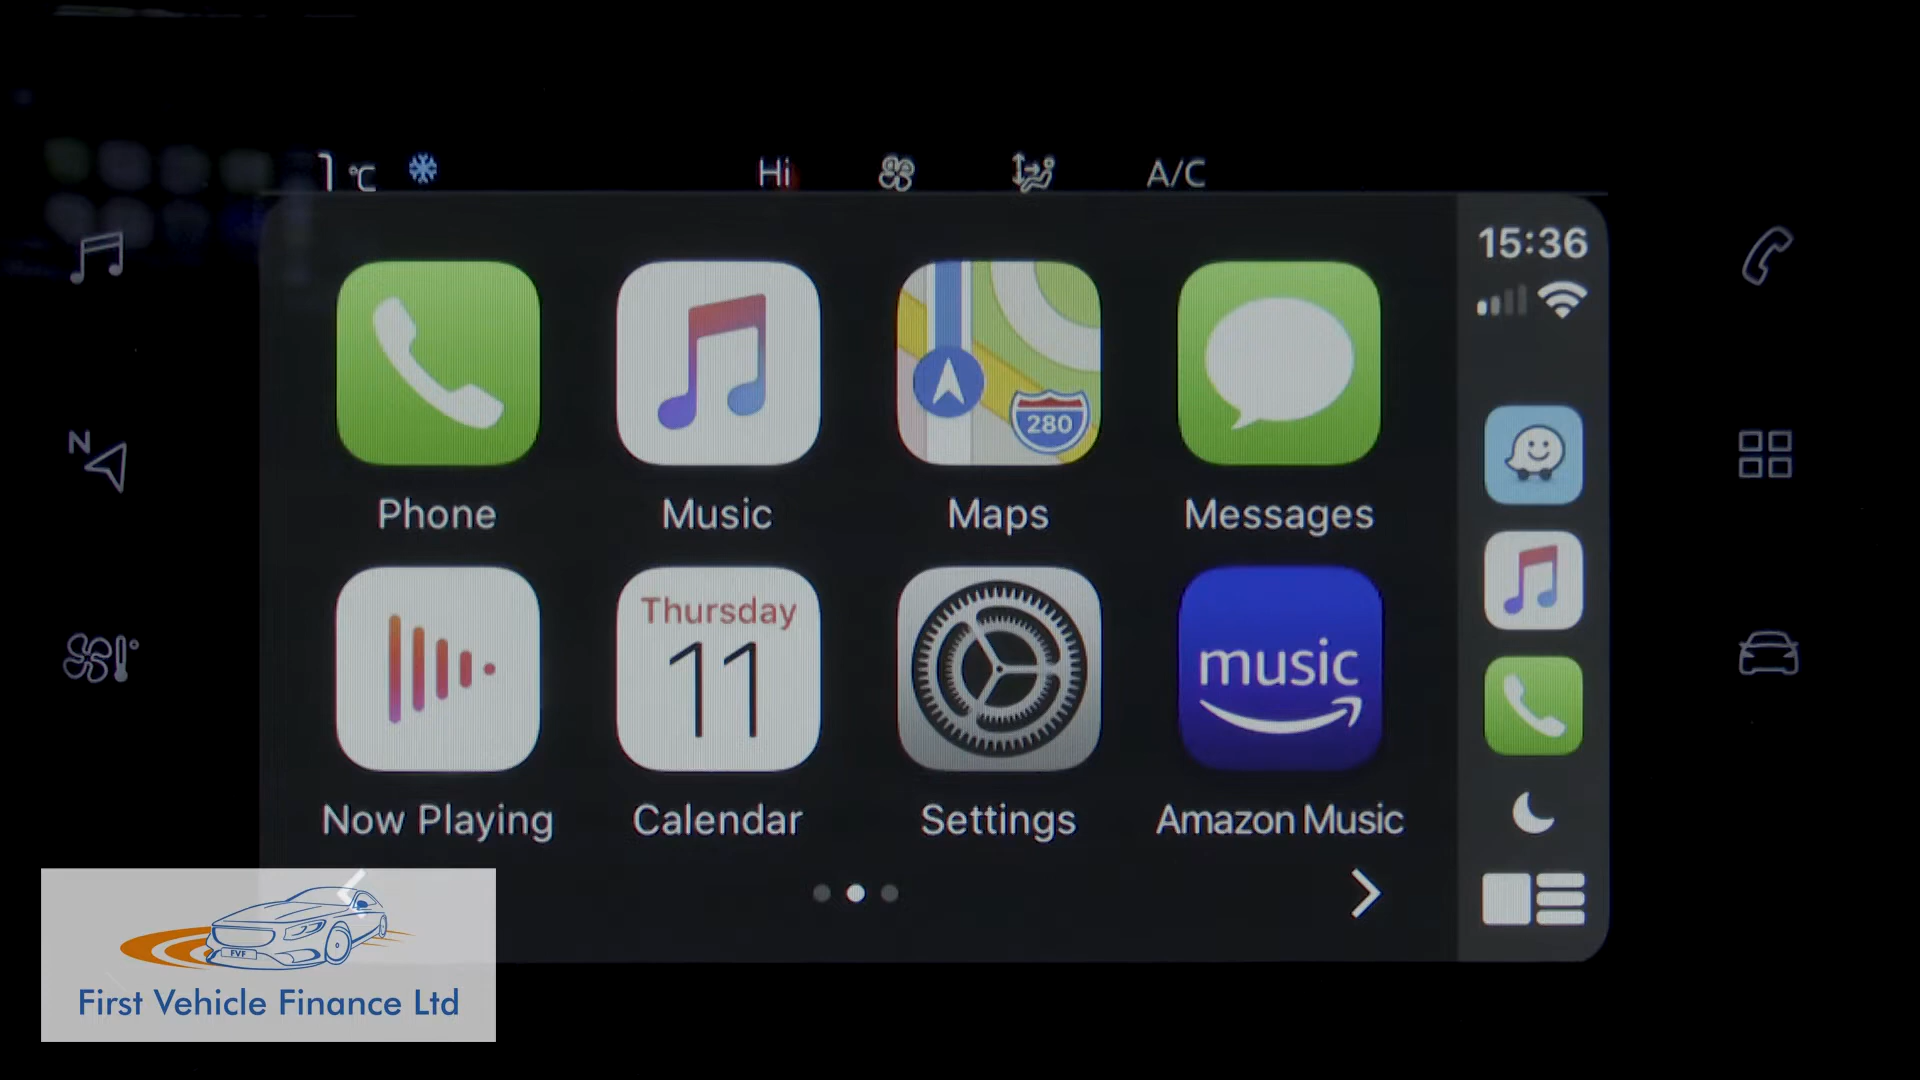 1 °C Hi A/C
15:36
N
280
Phone Music Maps Messages
Thursday
11
music
Now Playing Calendar Settings Amazon Music
FVF
First Vehicle Finance Ltd